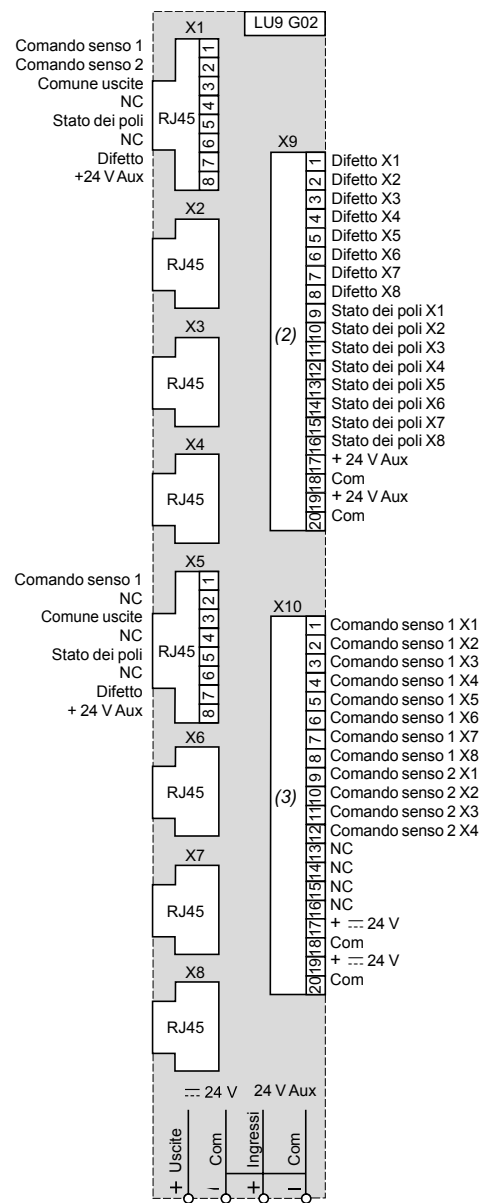 LU9 G02
X1
Comando senso 1
Comando senso 2
Comune uscite
NC
Stato dei poli
NC
Difetto
+24 V Aux
RJ45
1
2
3
4
5
6
7
8
X2
RJ45
X3
RJ45
X4
RJ45
X5
Comando senso 1
NC
Comune uscite
NC
Stato dei poli
NC
Difetto
+ 24 V Aux
RJ45
1
2
3
4
5
6
7
8
X6
RJ45
X7
RJ45
X8
RJ45
X9
(2)
1 Difetto X1
2 Difetto X2
3 Difetto X3
4 Difetto X4
5 Difetto X5
6 Difetto X6
7 Difetto X7
8 Difetto X8
9 Stato dei poli X1
10 Stato dei poli X2
11 Stato dei poli X3
12 Stato dei poli X4
13 Stato dei poli X5
14 Stato dei poli X6
15 Stato dei poli X7
16 Stato dei poli X8
17 + 24 V Aux
18 Com
19 + 24 V Aux
20 Com
X10
(3)
1 Comando senso 1 X1
2 Comando senso 1 X2
3 Comando senso 1 X3
4 Comando senso 1 X4
5 Comando senso 1 X5
6 Comando senso 1 X6
7 Comando senso 1 X7
8 Comando senso 1 X8
9 Comando senso 2 X1
10 Comando senso 2 X2
11 Comando senso 2 X3
12 Comando senso 2 X4
13 NC
14 NC
15 NC
16 NC
17 + ⎓ 24 V
18 Com
19 + ⎓ 24 V
20 Com
⎓ 24 V
24 V Aux
+ Uscite
– Com
+ Ingressi
– Com